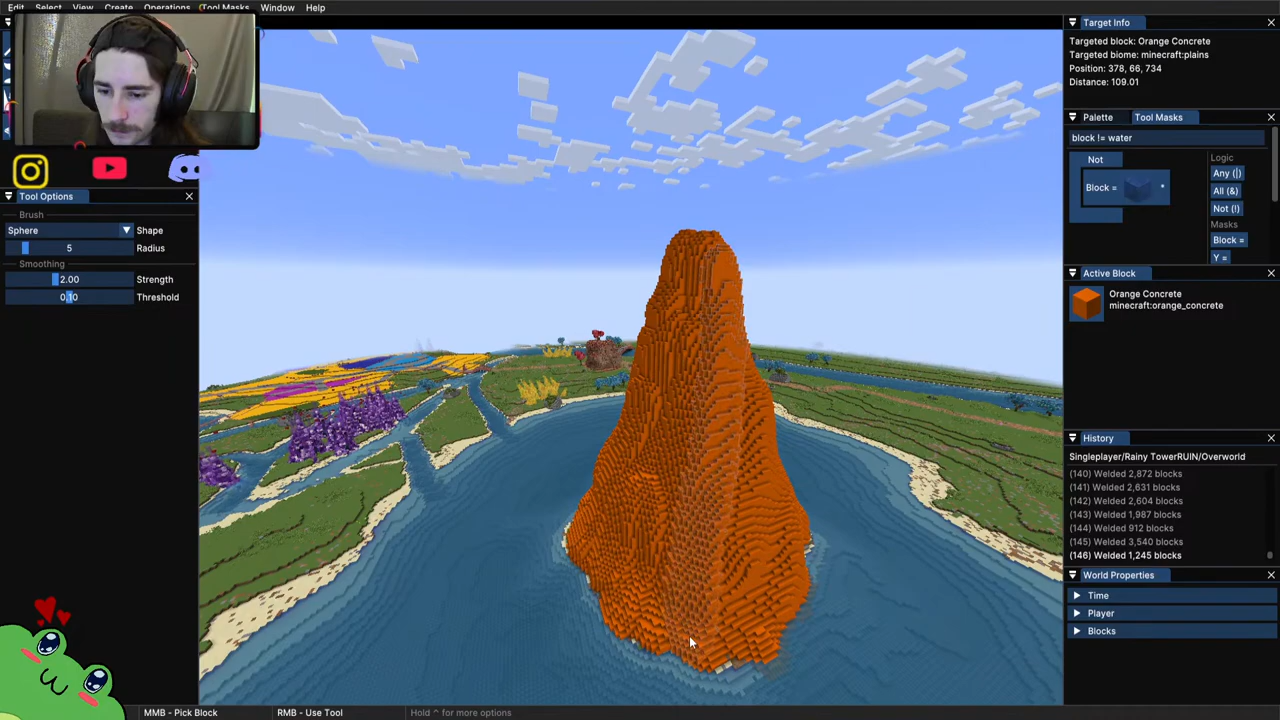 Edit Select View Create Operations Tool Masks Window Help
Tool Options
Brush
Sphere Shape
5 Radius
Smoothing
2.00 Strength
0.10 Threshold
Target Info
Targeted block: Orange Concrete
Targeted biome: minecraft:plains
Position: 378, 66, 734
Distance: 109.01
Palette Tool Masks
block != water
Not
Block = *
Logic
Any (|)
All (&)
Not (!)
Masks
Block =
Y =
Active Block
Orange Concrete
minecraft:orange_concrete
History
Singleplayer/Rainy TowerRUIN/Overworld
(140) Welded 2,872 blocks
(141) Welded 2,631 blocks
(142) Welded 2,604 blocks
(143) Welded 1,987 blocks
(144) Welded 912 blocks
(145) Welded 3,540 blocks
(146) Welded 1,245 blocks
World Properties
Time
Player
Blocks
MMB - Pick Block RMB - Use Tool Hold ^ for more options